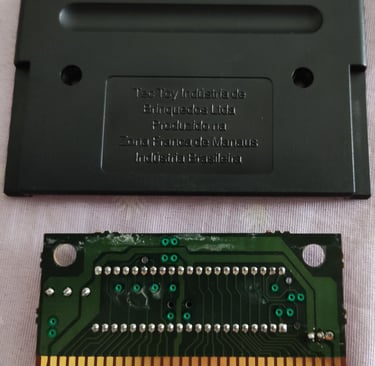 Tec Toy Indústria de
Brinquedos Ltda
Produzido na
Zona Franca de Manaus
Indústria Brasileira